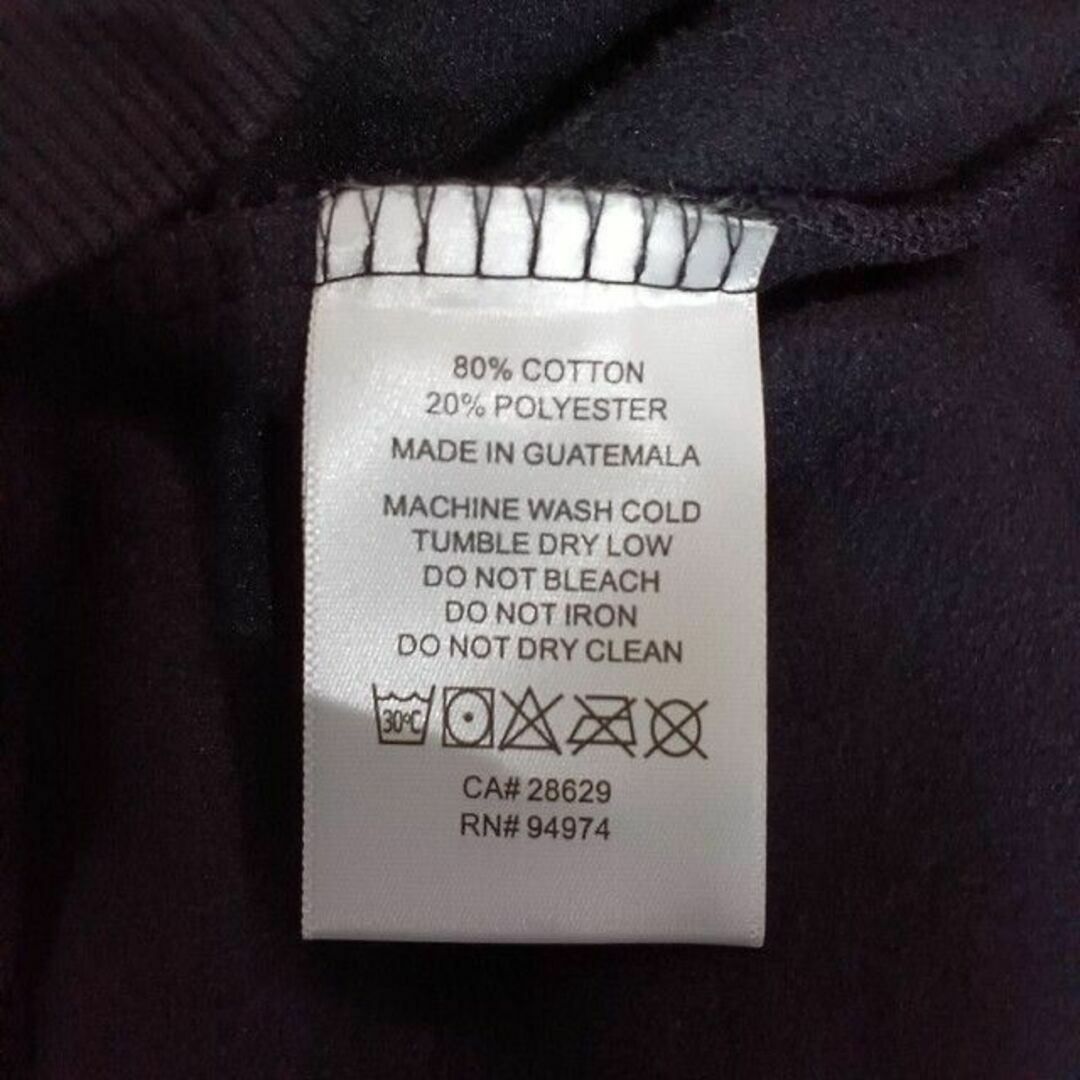 80% COTTON
20% POLYESTER
MADE IN GUATEMALA
MACHINE WASH COLD
TUMBLE DRY LOW
DO NOT BLEACH
DO NOT IRON
DO NOT DRY CLEAN
30°C
CA# 28629
RN# 94974